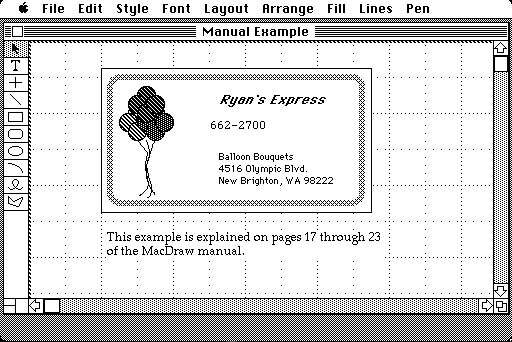 File Edit Style Font Layout Arrange Fill Lines Pen
Manual Example
T
Ryan's Express
662-2700
Balloon Bouquets
4516 Olympic Blvd.
New Brighton, WA 98222
This example is explained on pages 17 through 23
of the MacDraw manual.